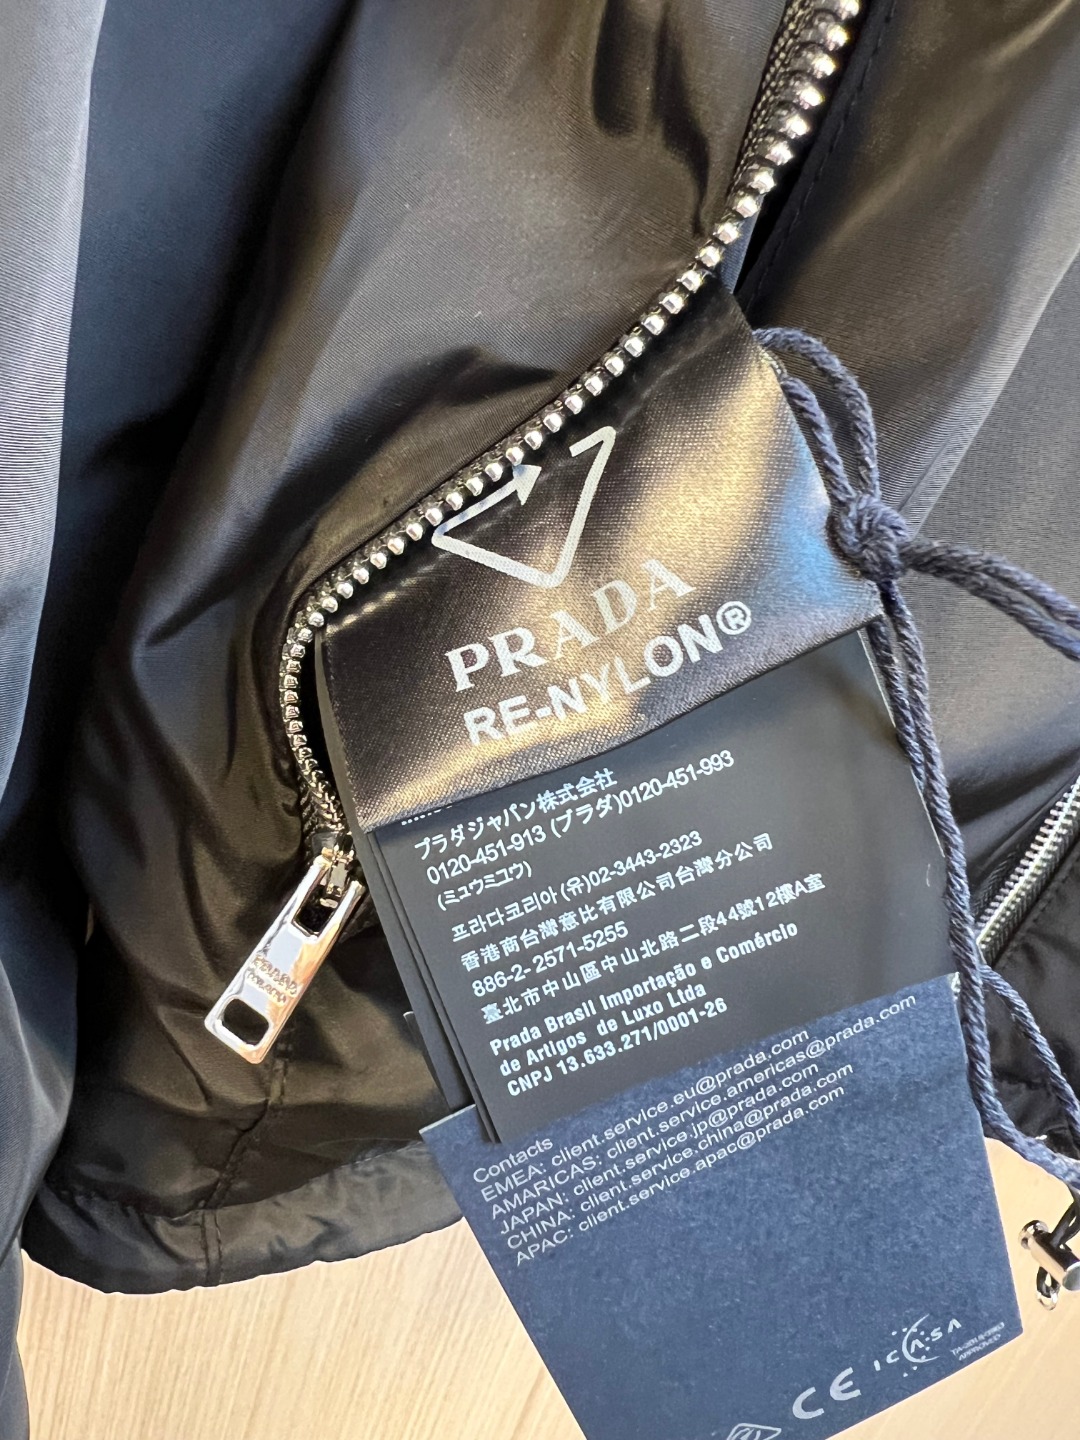 PRADA
RE-NYLON®
プラダジャパン株式会社
0120-451-913 (プラダ)0120-451-993
(ミュウミュウ)
프라다코리아 (유)02-3443-2323
香港商台灣意比有限公司台灣分公司
886-2- 2571-5255
臺北市中山區中山北路二段44號12樓A室
Prada Brasil Importação e Comércio
de Artigos de Luxo Ltda
CNPJ 13.633.271/0001-26
Contacts
EMEA: client.service.eu@prada.com
AMARICAS: client.service.americas@prada.com
JAPAN: client.service.jp@prada.com
CHINA: client.service.china@prada.com
APAC: client.service.apac@prada.com
CE ICASA
APPROVED
PRADA